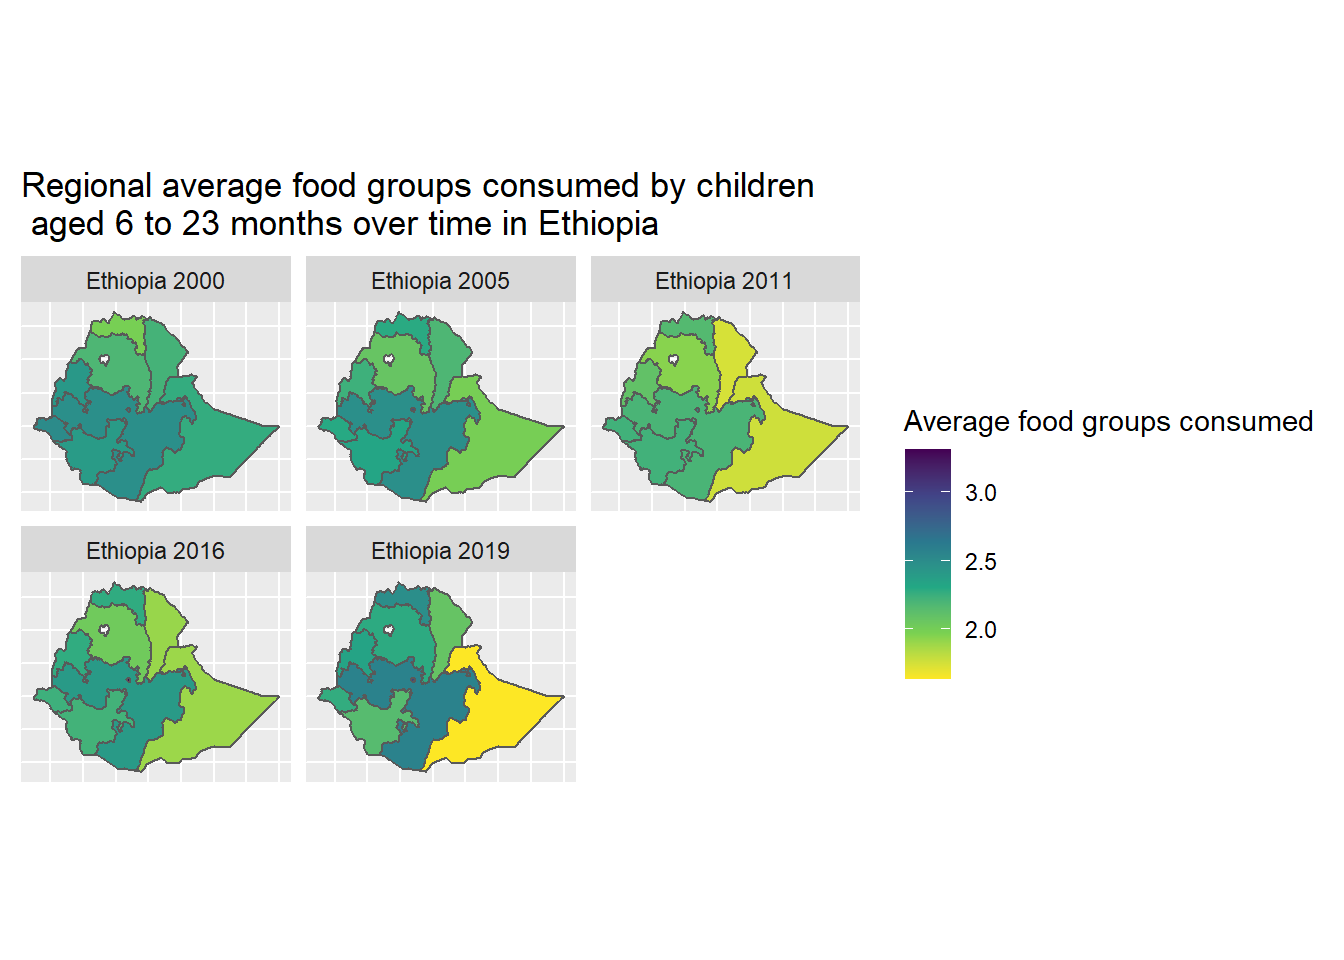 Regional average food groups consumed by children
aged 6 to 23 months over time in Ethiopia
Ethiopia 2000
Ethiopia 2005
Ethiopia 2011
Ethiopia 2016
Ethiopia 2019
Average food groups consumed
3.0
2.5
2.0